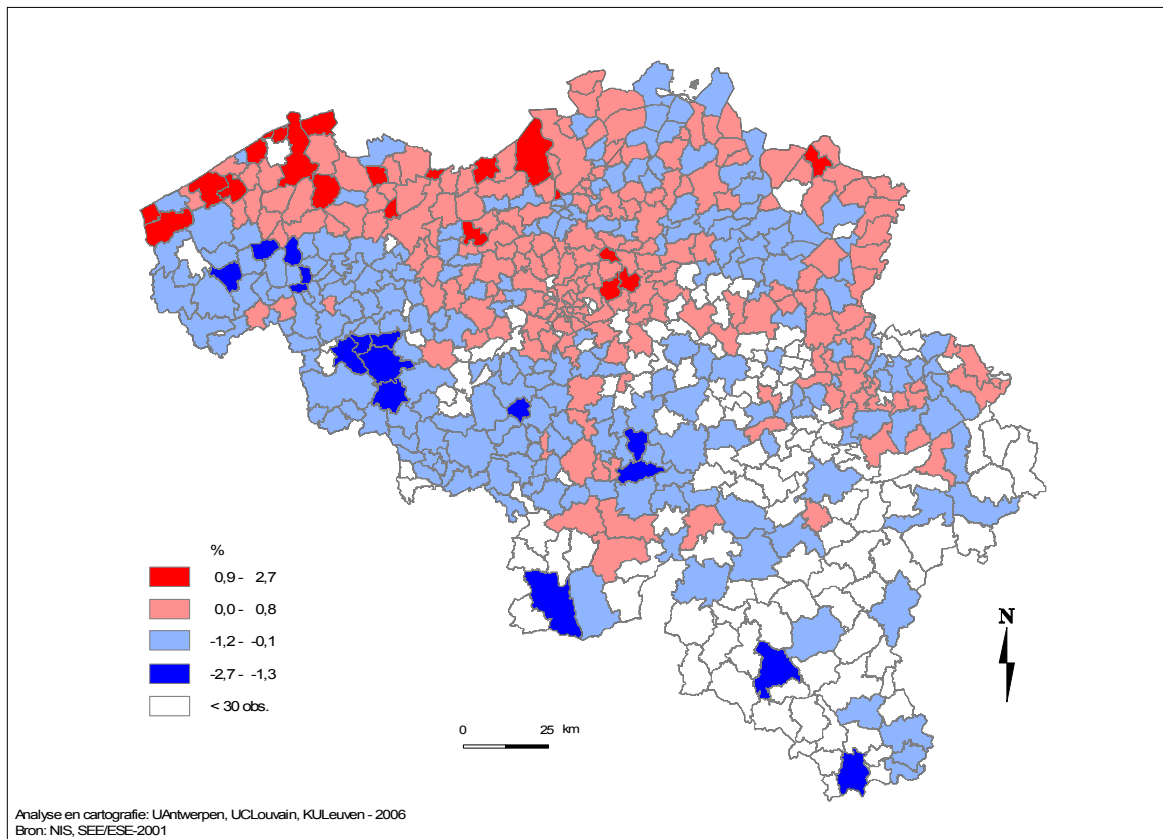 %
0,9 - 2,7
0,0 - 0,8
-1,2 - -0,1
-2,7 - -1,3
< 30 obs.
N
0 25 km
Analyse en cartografie: UAntwerpen, UCLouvain, KULeuven - 2006
Bron: NIS, SEE/ESE-2001